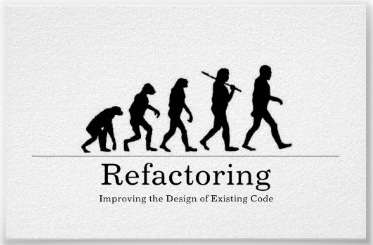 Refactoring
Improving the Design of Existing Code